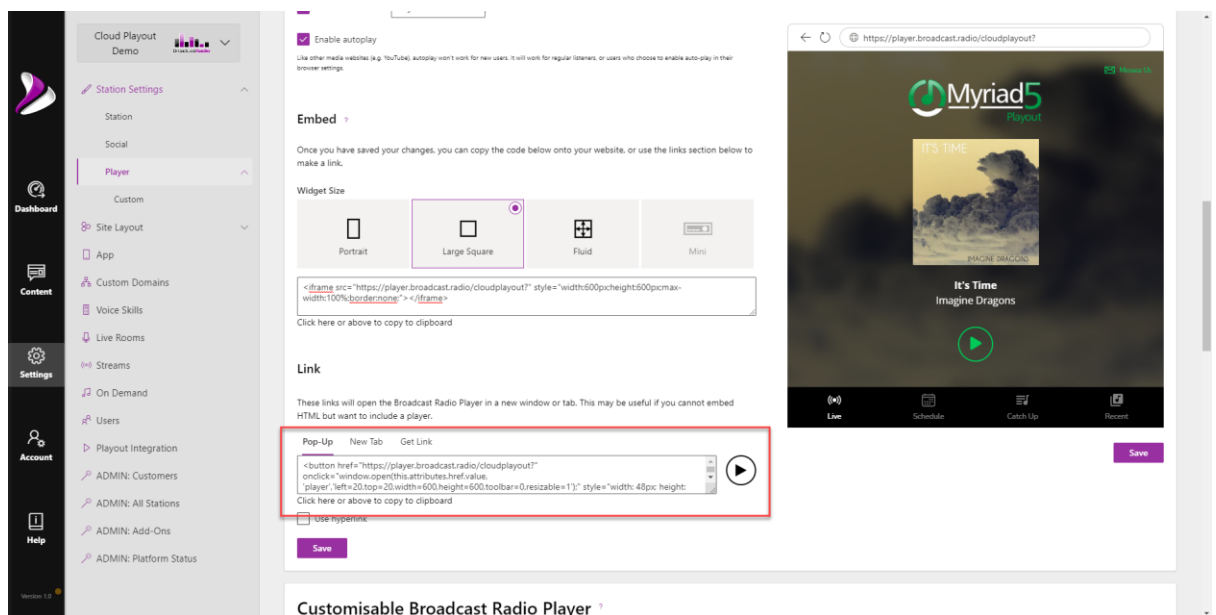 Cloud Playout
Demo
Station Settings
Station
Social
Player
Custom
Site Layout
App
Custom Domains
Voice Skills
Live Rooms
Streams
On Demand
Users
Playout Integration
ADMIN: Customers
ADMIN: All Stations
ADMIN: Add-Ons
ADMIN: Platform Status
Dashboard
Content
Settings
Account
Help
Version 1.0
Enable autoplay
Like other media websites (e.g. YouTube), autoplay won't work for new users. It will work for regular listeners, or users who choose to enable auto-play in their
browser settings.
Embed ?
Once you have saved your changes, you can copy the code below onto your website, or use the links section below to
make a link.
Widget Size
Portrait
Large Square
Fluid
Mini
<iframe src="https://player.broadcast.radio/cloudplayout?" style="width:600px;height:600px;max-
width:100%;border:none;"></iframe>
Click here or above to copy to clipboard
Link
These links will open the Broadcast Radio Player in a new window or tab. This may be useful if you cannot embed
HTML but want to include a player.
Pop-Up New Tab Get Link
<button href="https://player.broadcast.radio/cloudplayout?"
onclick="window.open(this.attributes.href.value,
'player','left=20,top=20,width=600,height=600,toolbar=0,resizable=1');" style="width: 48px; height:
Click here or above to copy to clipboard
Use hyperlink
Save
Customisable Broadcast Radio Player ?
https://player.broadcast.radio/cloudplayout?
Message Us
Myriad5
Playout
IT'S TIME
IMAGINE DRAGONS
It's Time
Imagine Dragons
Live
Schedule
Catch Up
Recent
Save